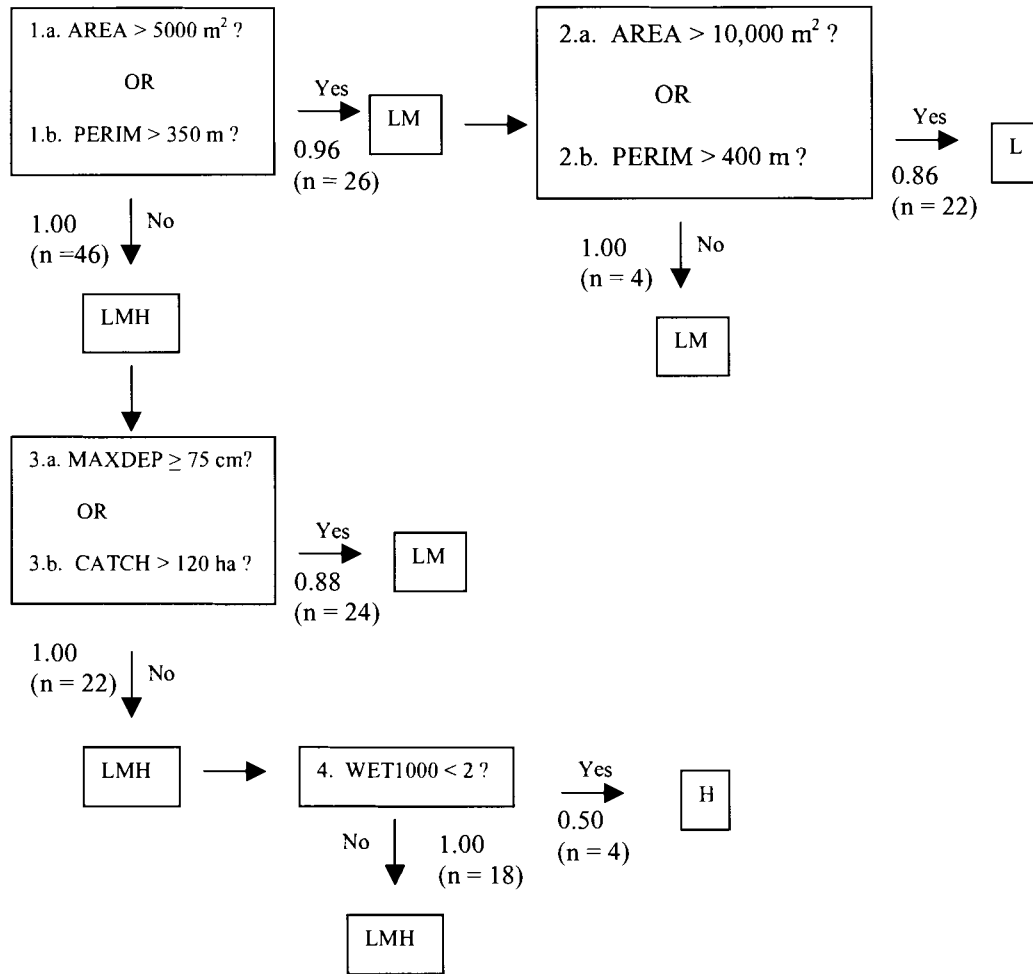 1.a. AREA > 5000 m² ?
OR
1.b. PERIM > 350 m ?
Yes
0.96
(n = 26)
LM
2.a. AREA > 10,000 m² ?
OR
2.b. PERIM > 400 m ?
Yes
0.86
(n = 22)
L
1.00
(n =46)
No
1.00
(n = 4)
No
LMH
LM
3.a. MAXDEP ≥ 75 cm?
OR
3.b. CATCH > 120 ha ?
Yes
0.88
(n = 24)
LM
1.00
(n = 22)
No
LMH
4. WET1000 < 2 ?
Yes
0.50
(n = 4)
H
No
1.00
(n = 18)
LMH